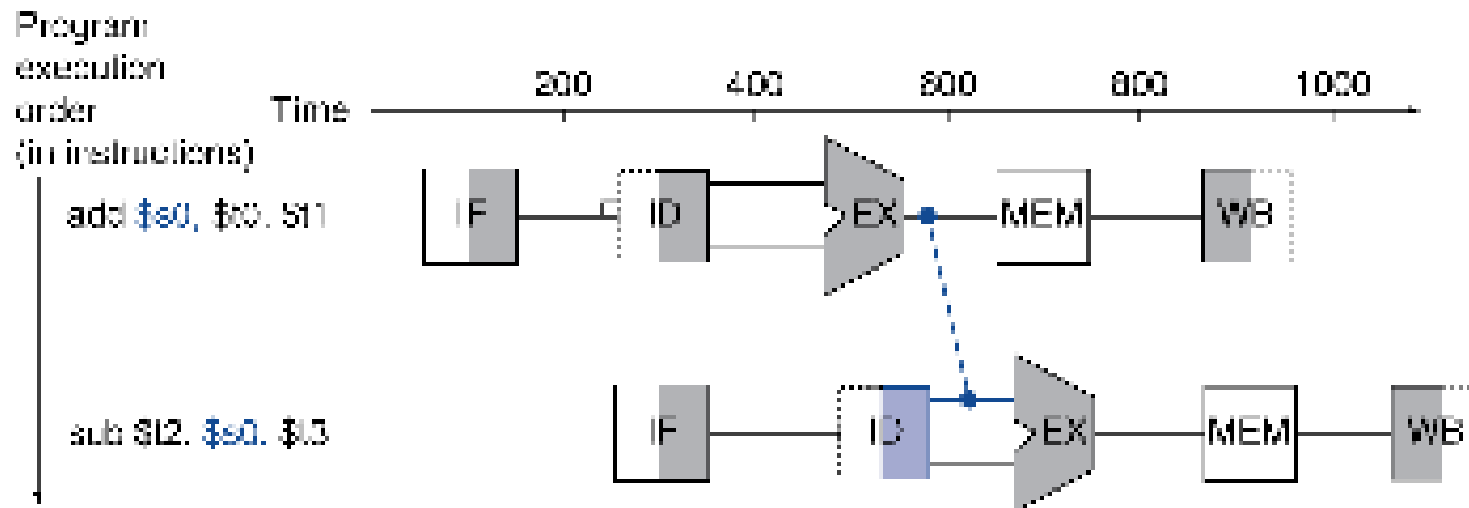 Program
execution
order Time
(in instructions)
200 400 600 800 1000
add $s0, $t0, $t1
IF ID EX MEM WB
sub $t2, $s0, $t3
IF ID EX MEM WB